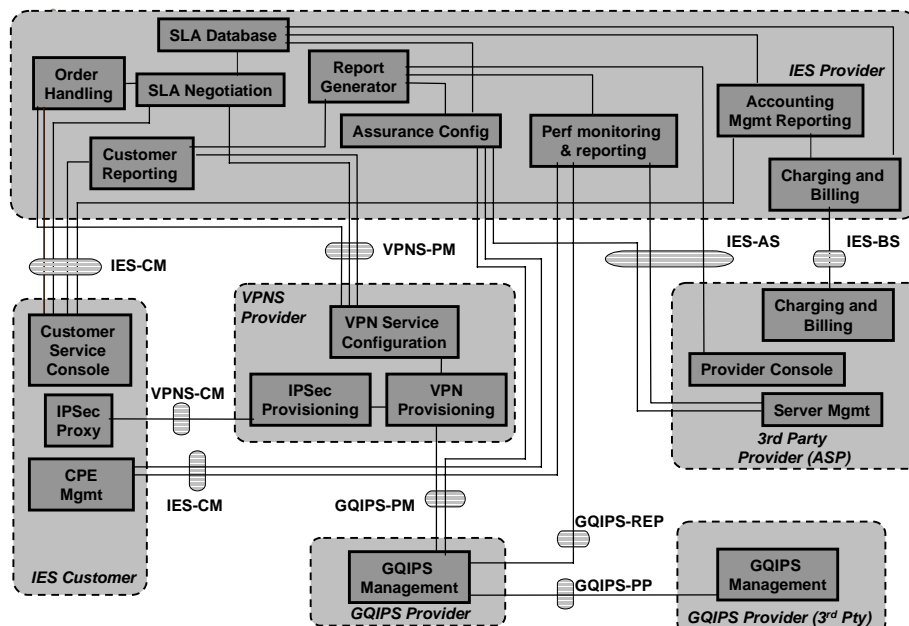 SLA Database
IES Provider
Order
Handling
SLA Negotiation
Report
Generator
Accounting
Mgmt Reporting
Assurance Config
Perf monitoring
& reporting
Customer
Reporting
Charging and
Billing
IES-CM
VPNS-PM
IES-AS
IES-BS
VPNS
Provider
VPN Service
Configuration
Charging and
Billing
Customer
Service
Console
Provider Console
VPNS-CM
IPSec
Provisioning
VPN
Provisioning
IPSec
Proxy
Server Mgmt
3rd Party
Provider (ASP)
CPE
Mgmt
IES-CM
GQIPS-PM
GQIPS-REP
IES Customer
GQIPS
Management
GQIPS Provider
GQIPS-PP
GQIPS
Management
GQIPS Provider (3rd Pty)